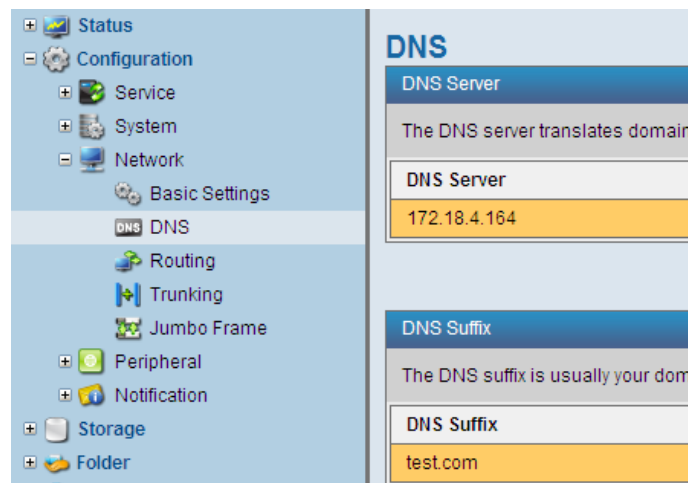 Status
Configuration
Service
System
Network
Basic Settings
DNS DNS
Routing
Trunking
Jumbo Frame
Peripheral
Notification
Storage
Folder
DNS
DNS Server
The DNS server translates domain
DNS Server
172.18.4.164
DNS Suffix
The DNS suffix is usually your dom
DNS Suffix
test.com